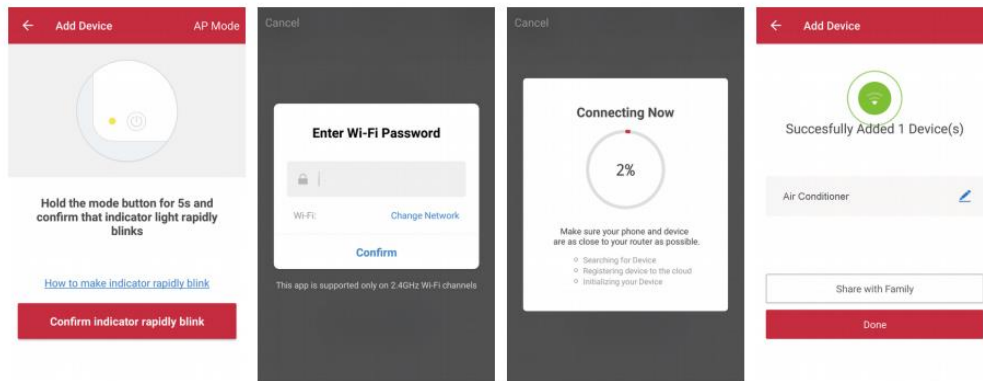 Add Device
AP Mode
Hold the mode button for 5s and
confirm that indicator light rapidly
blinks
How to make indicator rapidly blink
Confirm indicator rapidly blink
Cancel
Enter Wi-Fi Password
Wi-Fi:
Change Network
Confirm
This app is supported only on 2.4GHz Wi-Fi channels
Cancel
Connecting Now
2%
Make sure your phone and device
are as close to your router as possible.
Searching for Device
Registering device to the cloud
Initializing your Device
Add Device
Succesfully Added 1 Device(s)
Air Conditioner
Share with Family
Done